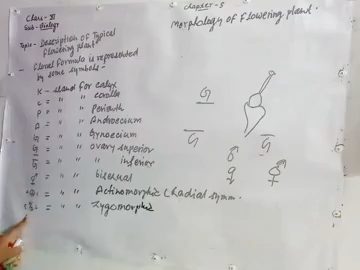 Class - XI
Sub - Biology
Chapter - 5
Morphology of Flowering plant.
Topic - Description of Typical
flowering plant
- floral formula is represented
by some symbols -
K - stand for calyx
C = " " corolla
P = " " Perianth
A = " " Androecium
G = " " Gynoecium
G = " " ovary superior
G = " " " inferior
⚥ = " " bisexual
⊕ = " " Actinomorphic (Radial symm.
% = " " Zygomorphic
G
G
G